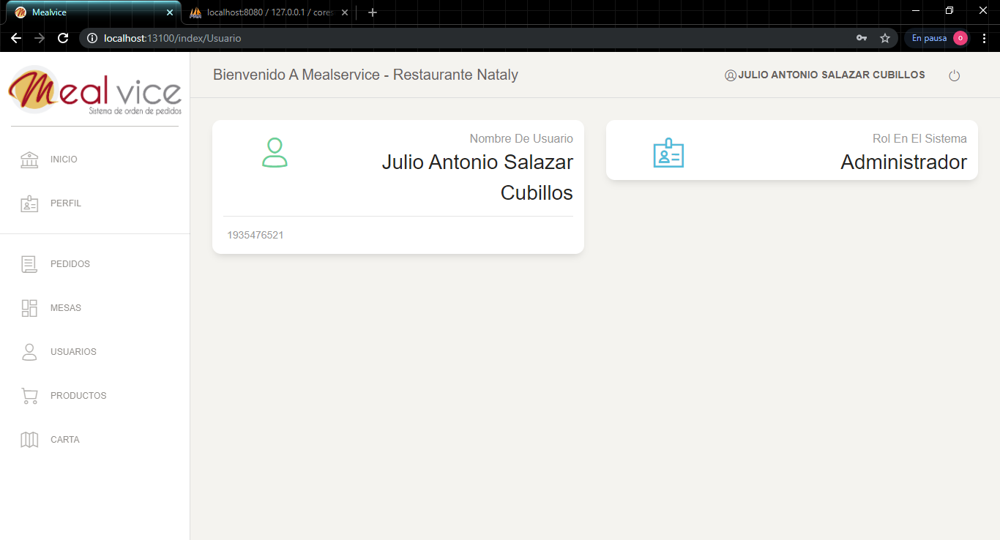 Mealvice
localhost:8080 / 127.0.0.1 / cores
localhost:13100/index/Usuario
En pausa
o
Mealvice
Sistema de orden de pedidos
Bienvenido A Mealservice - Restaurante Nataly
JULIO ANTONIO SALAZAR CUBILLOS
INICIO
PERFIL
PEDIDOS
MESAS
USUARIOS
PRODUCTOS
CARTA
Nombre De Usuario
Julio Antonio Salazar
Cubillos
1935476521
Rol En El Sistema
Administrador